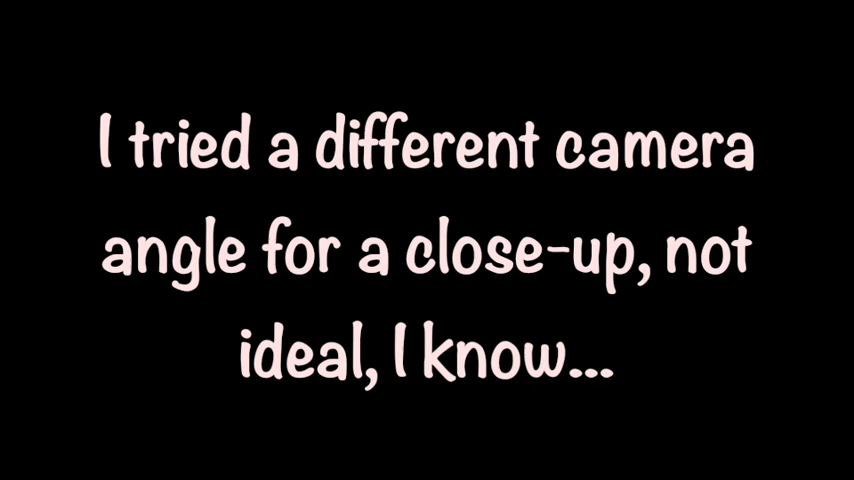 I tried a different camera
angle for a close-up, not
ideal, I know...